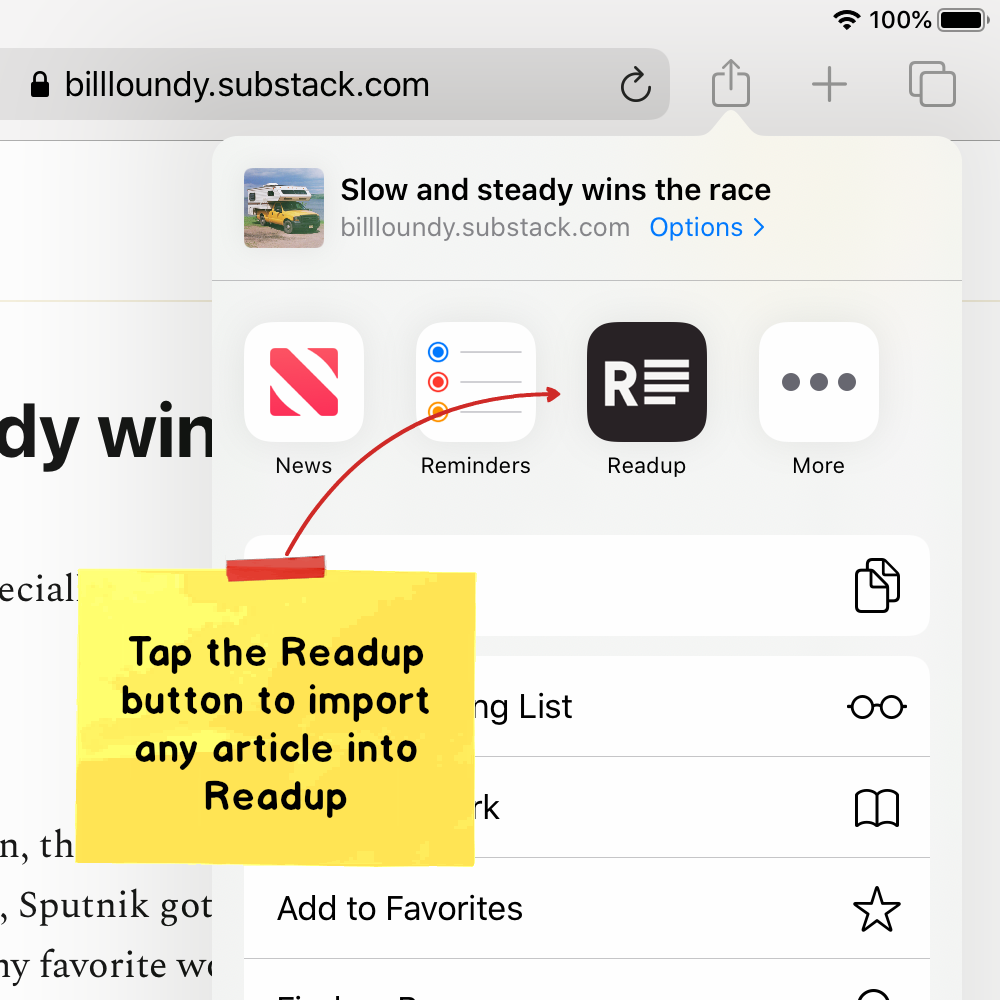 100%
billloundy.substack.com
Slow and steady wins the race
billloundy.substack.com Options
R
News Reminders Readup More
dy win
eciall
Tap the Readup
button to import
any article into
Readup
ng List
rk
n, th
Add to Favorites
, Sputnik got
ny favorite wo